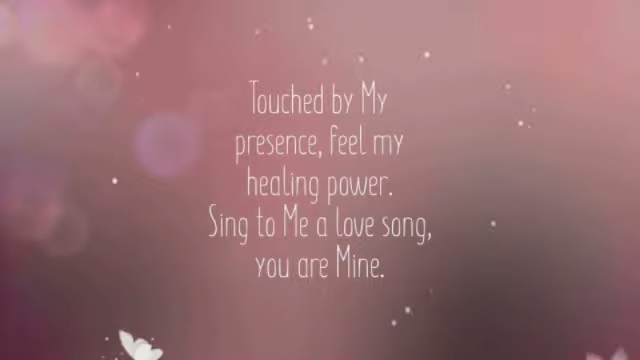 Touched by My
presence, feel my
healing power.
Sing to Me a love song,
you are Mine.